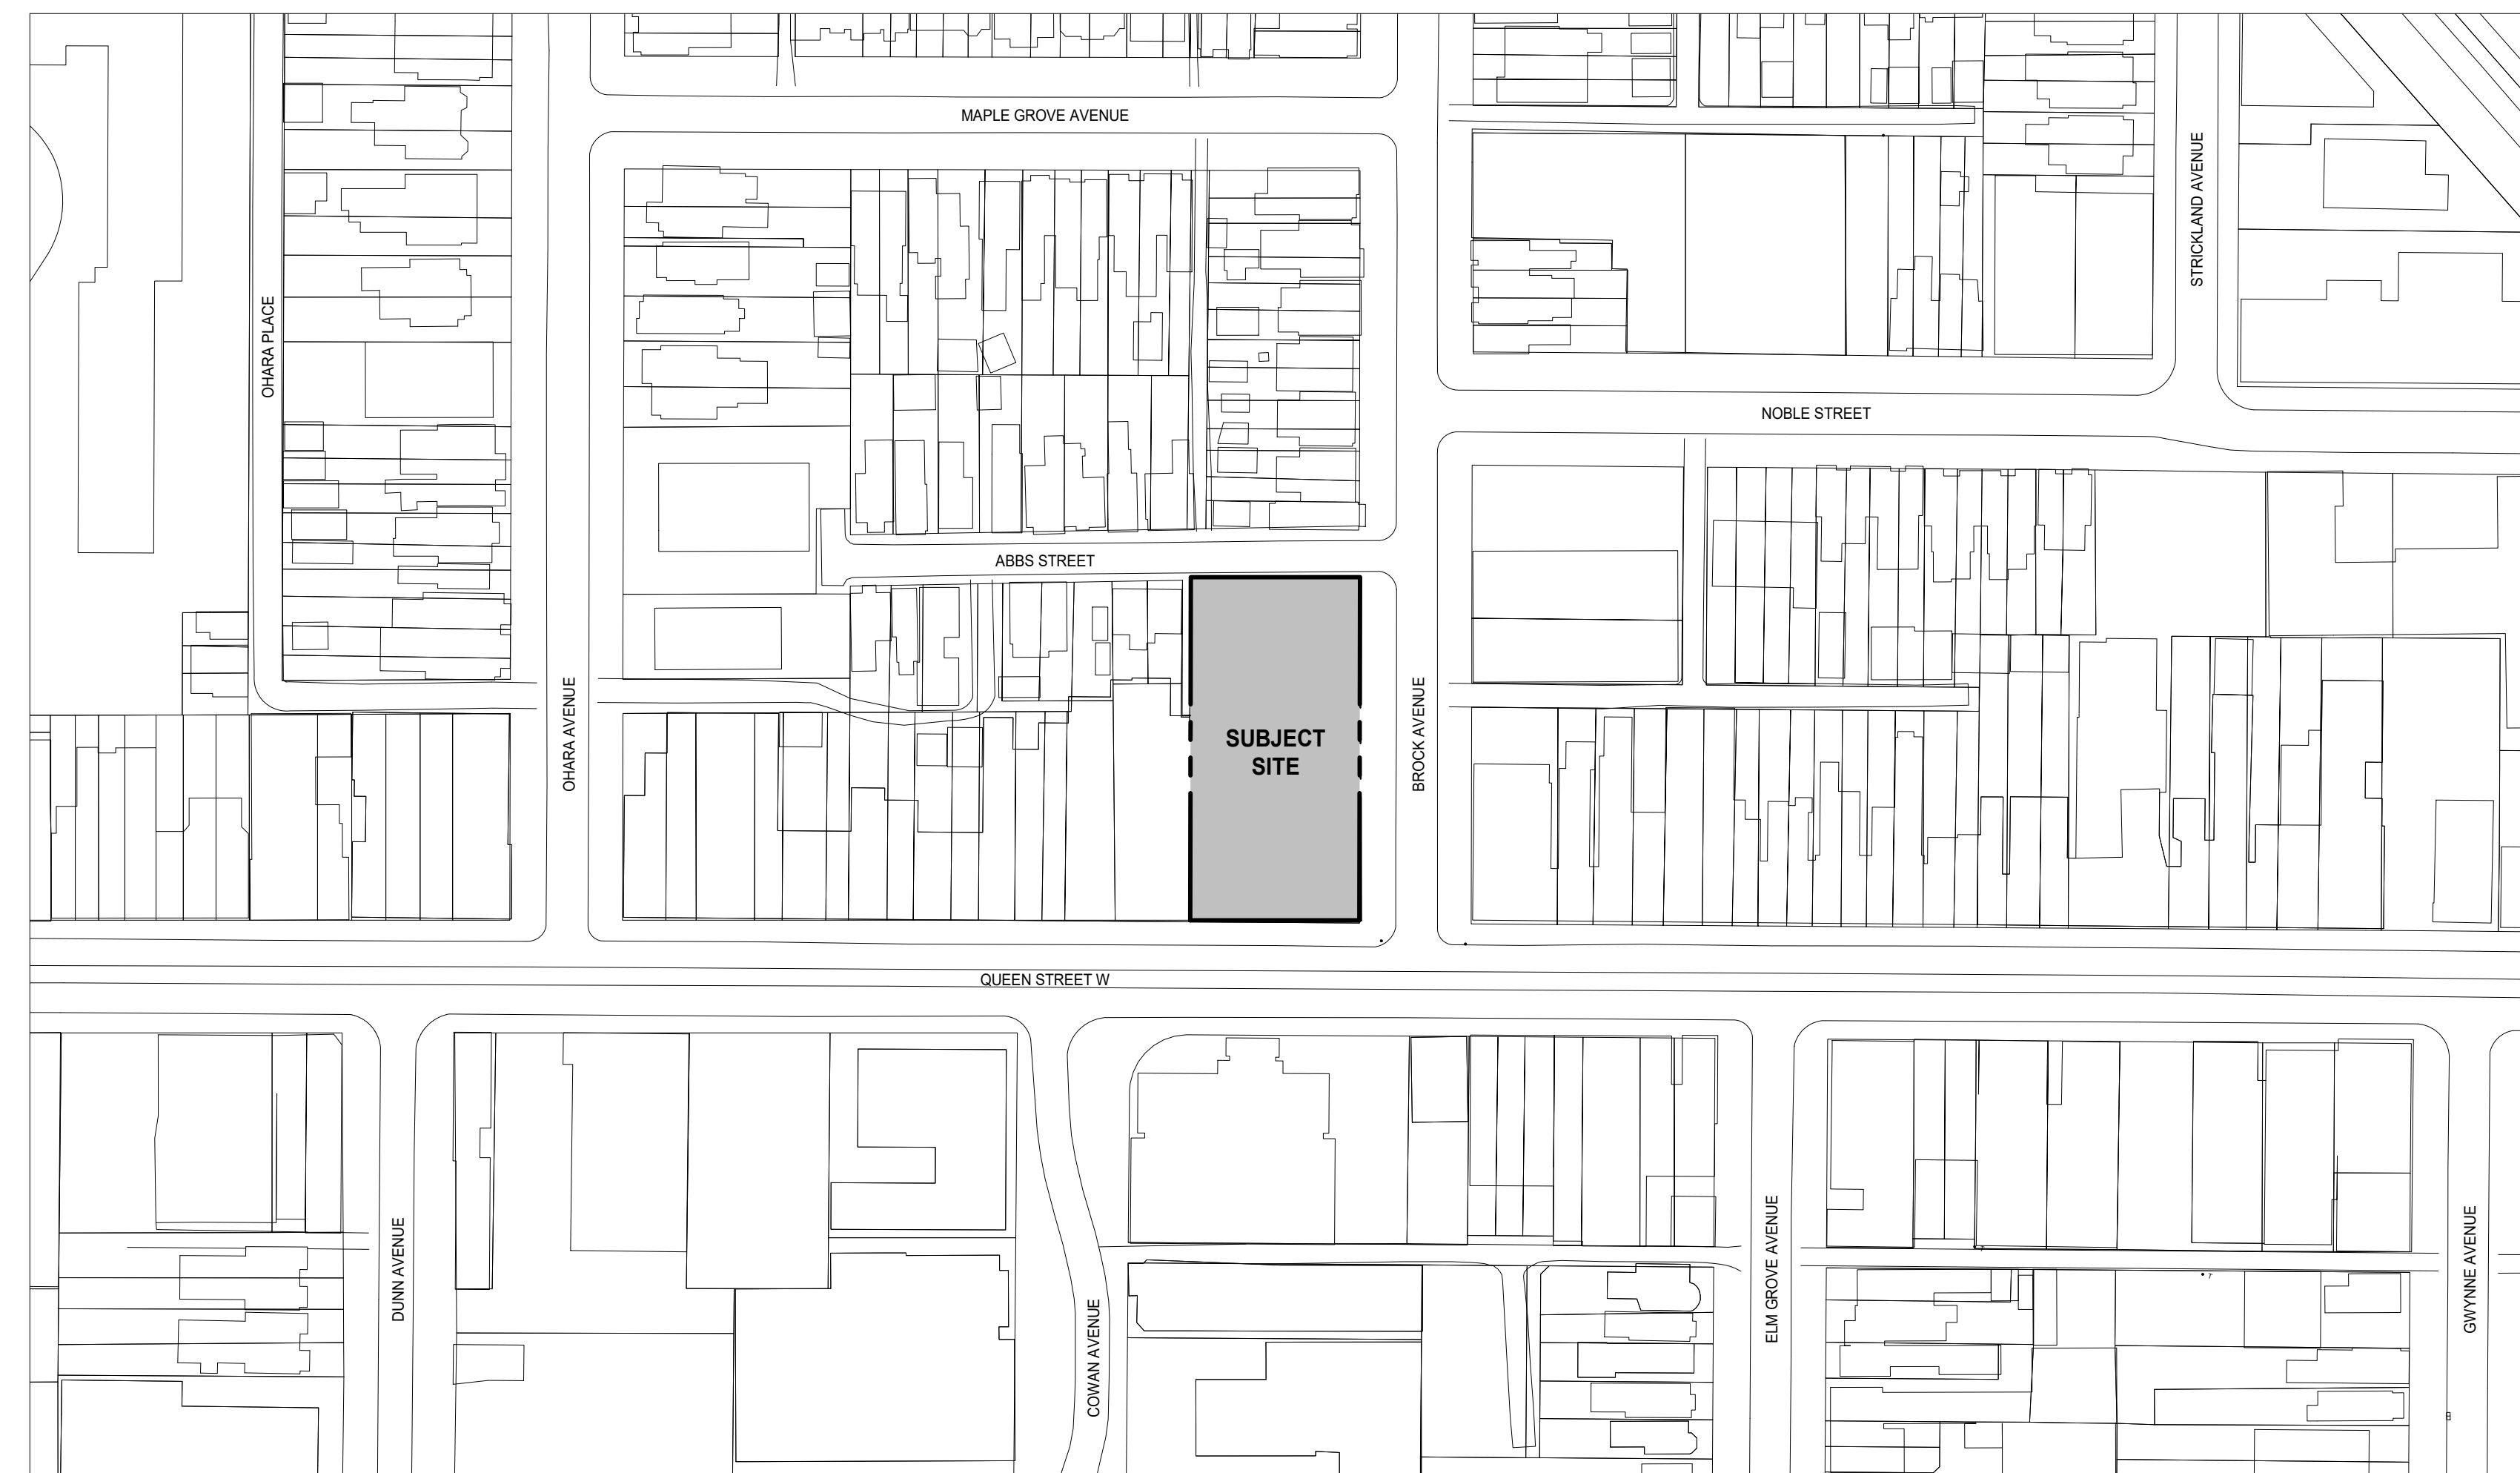 MAPLE GROVE AVENUE
STRICKLAND AVENUE
OHARA PLACE
NOBLE STREET
ABBS STREET
OHARA AVENUE
SUBJECT
SITE
BROCK AVENUE
QUEEN STREET W
DUNN AVENUE
COWAN AVENUE
ELM GROVE AVENUE
GWYNNE AVENUE